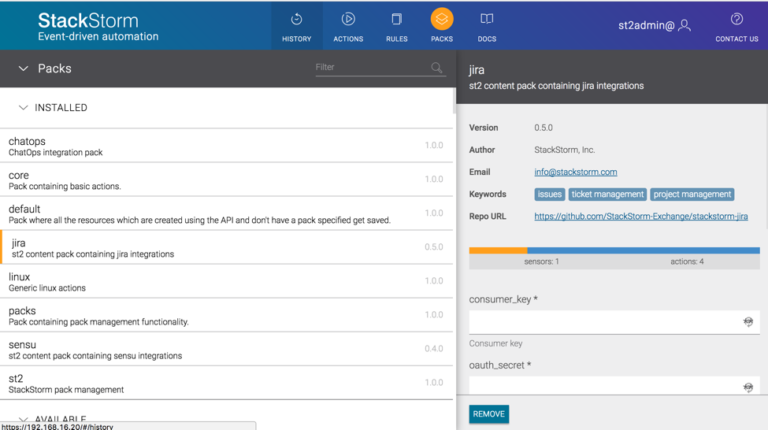 StackStorm
Event-driven automation
HISTORY
ACTIONS
RULES
PACKS
DOCS
st2admin@
CONTACT US
Packs
Filter
INSTALLED
chatops
ChatOps integration pack
1.0.0
core
Pack containing basic actions.
1.0.0
default
Pack where all the resources which are created using the API and don't have a pack specified get saved.
1.0.0
jira
st2 content pack containing jira integrations
0.5.0
linux
Generic linux actions
1.0.0
packs
Pack containing pack management functionality.
1.0.0
sensu
st2 content pack containing sensu integrations
0.4.0
st2
StackStorm pack management
1.0.0
AVAILABLE
https://192.168.16.20/#/history
jira
st2 content pack containing jira integrations
Version 0.5.0
Author StackStorm, Inc.
Email info@stackstorm.com
Keywords issues ticket management project management
Repo URL https://github.com/StackStorm-Exchange/stackstorm-jira
sensors: 1 actions: 4
consumer_key *
Consumer key
oauth_secret *
REMOVE